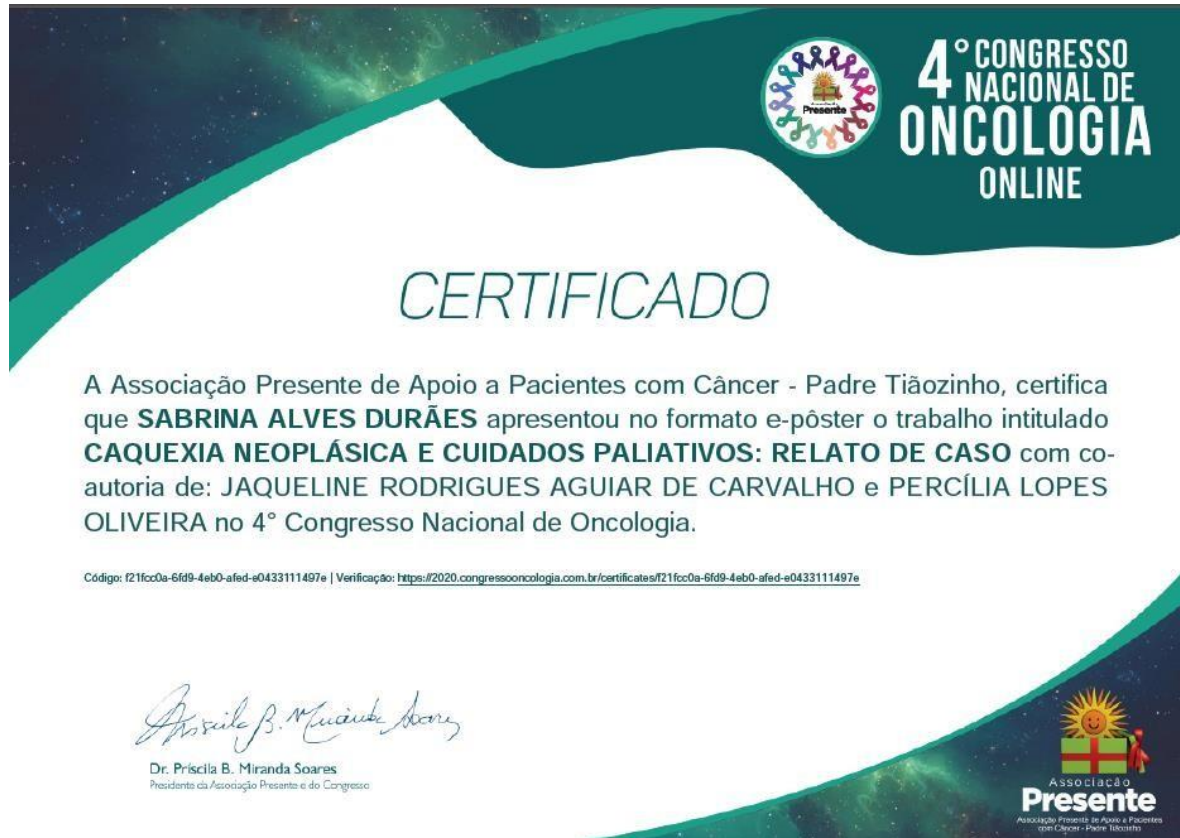 4° CONGRESSO
NACIONAL DE
ONCOLOGIA
ONLINE
Presente
CERTIFICADO
A Associação Presente de Apoio a Pacientes com Câncer - Padre Tiãozinho, certifica
que SABRINA ALVES DURÃES apresentou no formato e-pôster o trabalho intitulado
CAQUEXIA NEOPLÁSICA E CUIDADOS PALIATIVOS: RELATO DE CASO com co-
autoria de: JAQUELINE RODRIGUES AGUIAR DE CARVALHO e PERCÍLIA LOPES
OLIVEIRA no 4° Congresso Nacional de Oncologia.
Código: f21fcc0a-6fd9-4eb0-afed-e0433111497e | Verificação: https://2020.congressooncologia.com.br/certificates/f21fcc0a-6fd9-4eb0-afed-e0433111497e
Priscila B. Miranda Soares
Dr. Príscila B. Miranda Soares
Presidente da Associação Presente e do Congresso
Associação
Presente
Associação Presente de Apoio a Pacientes
com Câncer - Padre Tiãozinho